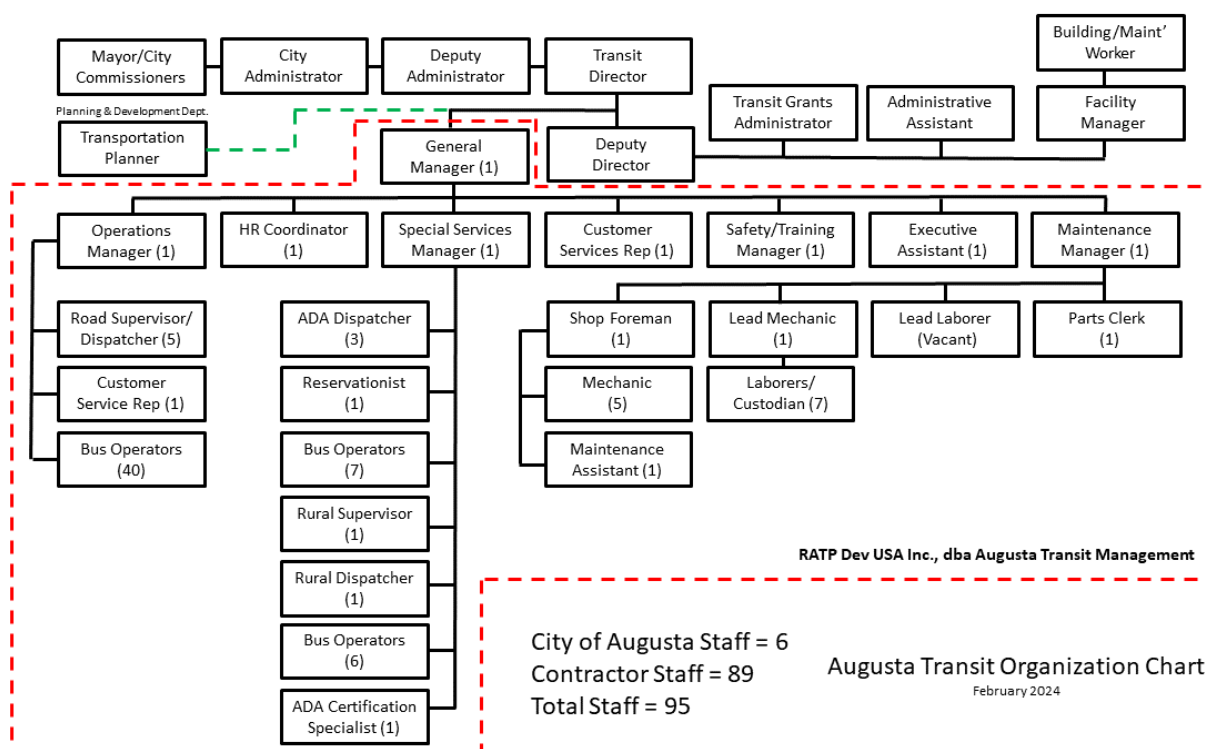 Mayor/City
Commissioners
City
Administrator
Deputy
Administrator
Transit
Director
Building/Maint'
Worker
Planning & Development Dept.
Transportation
Planner
General
Manager (1)
Deputy
Director
Transit Grants
Administrator
Administrative
Assistant
Facility
Manager
Operations
Manager (1)
HR Coordinator
(1)
Special Services
Manager (1)
Customer
Services Rep (1)
Safety/Training
Manager (1)
Executive
Assistant (1)
Maintenance
Manager (1)
Road Supervisor/
Dispatcher (5)
Customer
Service Rep (1)
Bus Operators
(40)
ADA Dispatcher
(3)
Reservationist
(1)
Bus Operators
(7)
Rural Supervisor
(1)
Rural Dispatcher
(1)
Bus Operators
(6)
ADA Certification
Specialist (1)
Shop Foreman
(1)
Mechanic
(5)
Maintenance
Assistant (1)
Lead Mechanic
(1)
Laborers/
Custodian (7)
Lead Laborer
(Vacant)
Parts Clerk
(1)
RATP Dev USA Inc., dba Augusta Transit Management
City of Augusta Staff = 6
Contractor Staff = 89
Total Staff = 95
Augusta Transit Organization Chart
February 2024